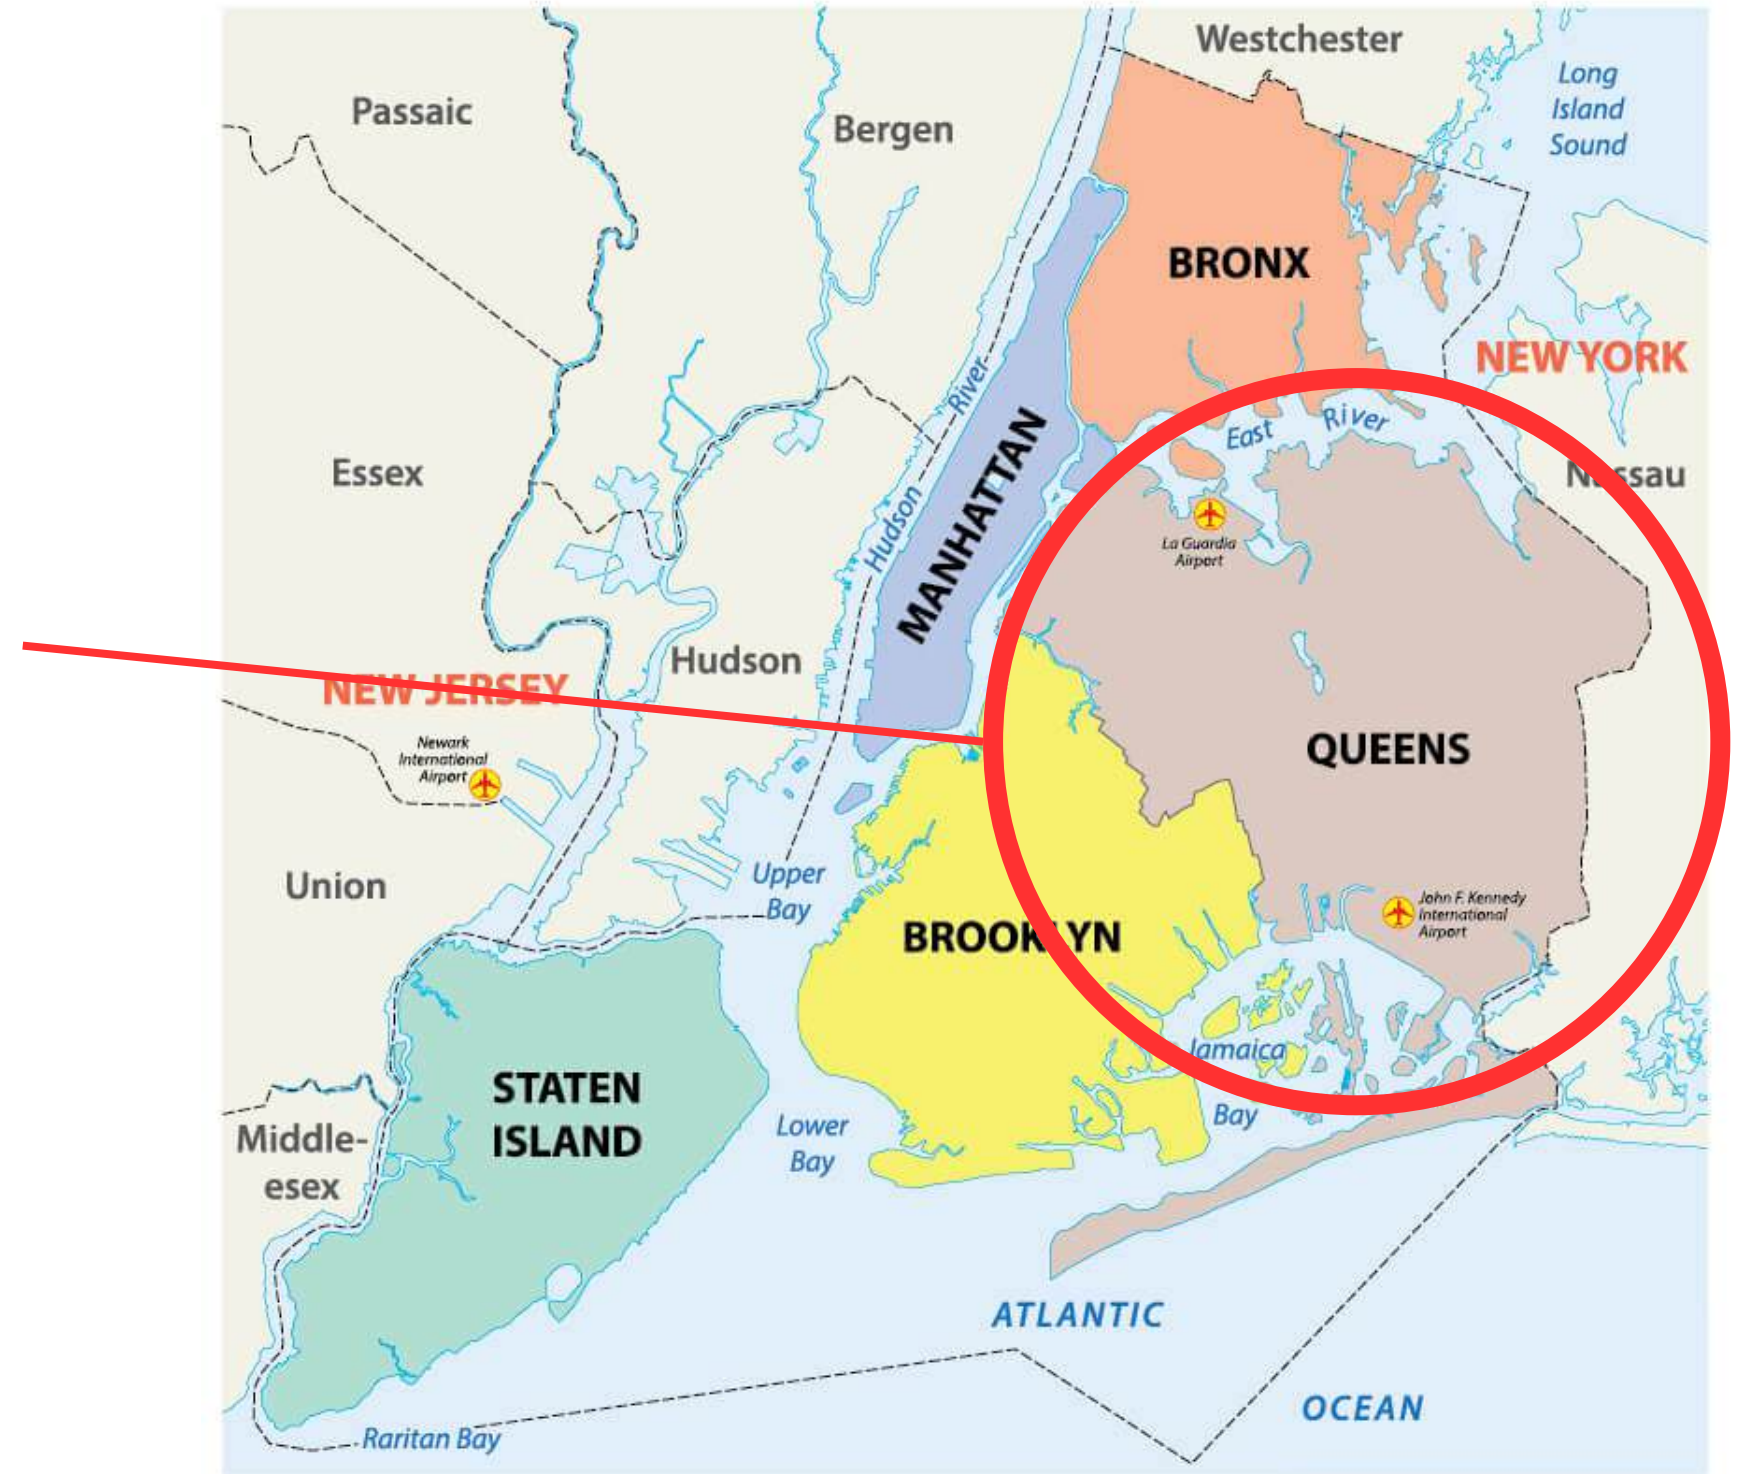 Westchester
Long
Island
Sound
Passaic
Bergen
BRONX
NEW YORK
River
East River
MANHATTAN
Essex
Nassau
Hudson
La Guardia
Airport
Hudson
NEW JERSEY
Newark
International
Airport
QUEENS
Upper
Bay
Union
John F. Kennedy
International
Airport
BROOKLYN
Jamaica
Bay
STATEN
ISLAND
Lower
Bay
Middle-
esex
ATLANTIC
OCEAN
Raritan Bay